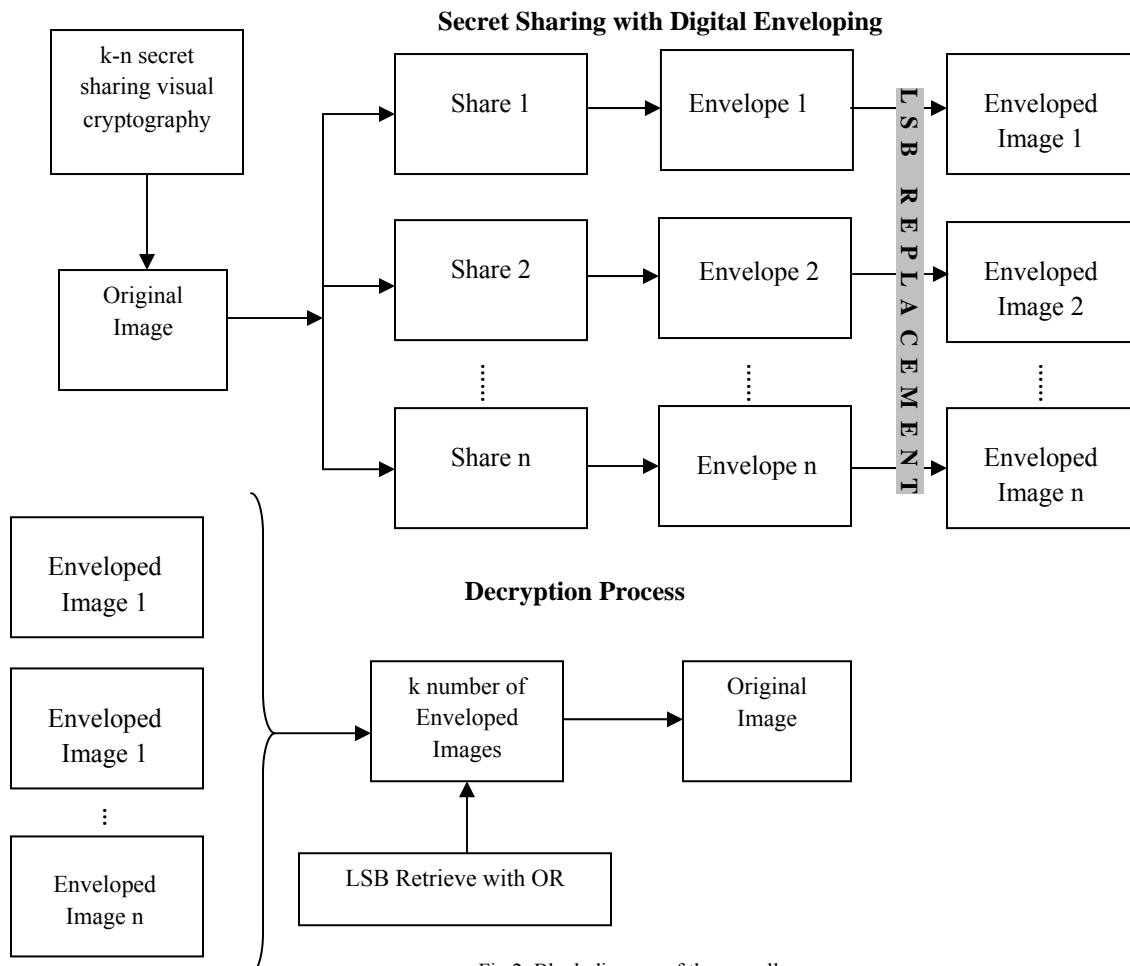 Secret Sharing with Digital Enveloping
k-n secret
sharing visual
cryptography
Original
Image
Share 1
Envelope 1
Enveloped
Image 1
Share 2
Envelope 2
Enveloped
Image 2
Share n
Envelope n
Enveloped
Image n
LSB REPLACEMENT
Decryption Process
Enveloped
Image 1
Enveloped
Image 1
Enveloped
Image n
k number of
Enveloped
Images
Original
Image
LSB Retrieve with OR